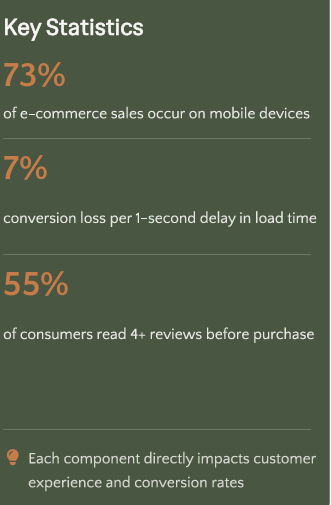 Key Statistics
73%
of e-commerce sales occur on mobile devices
7%
conversion loss per 1-second delay in load time
55%
of consumers read 4+ reviews before purchase
Each component directly impacts customer
experience and conversion rates